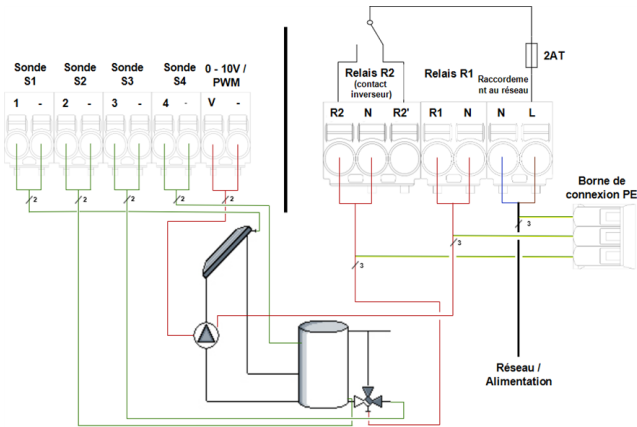 Sonde S1
Sonde S2
Sonde S3
Sonde S4
0 - 10V / PWM
1 -
2 -
3 -
4 -
V -
2
2
2
2
2
2AT
Relais R2
(contact
inverseur)
Relais R1
Raccordeme
nt au réseau
R2 N R2'
R1 N
N L
Borne de
connexion PE
3
3
3
Réseau /
Alimentation